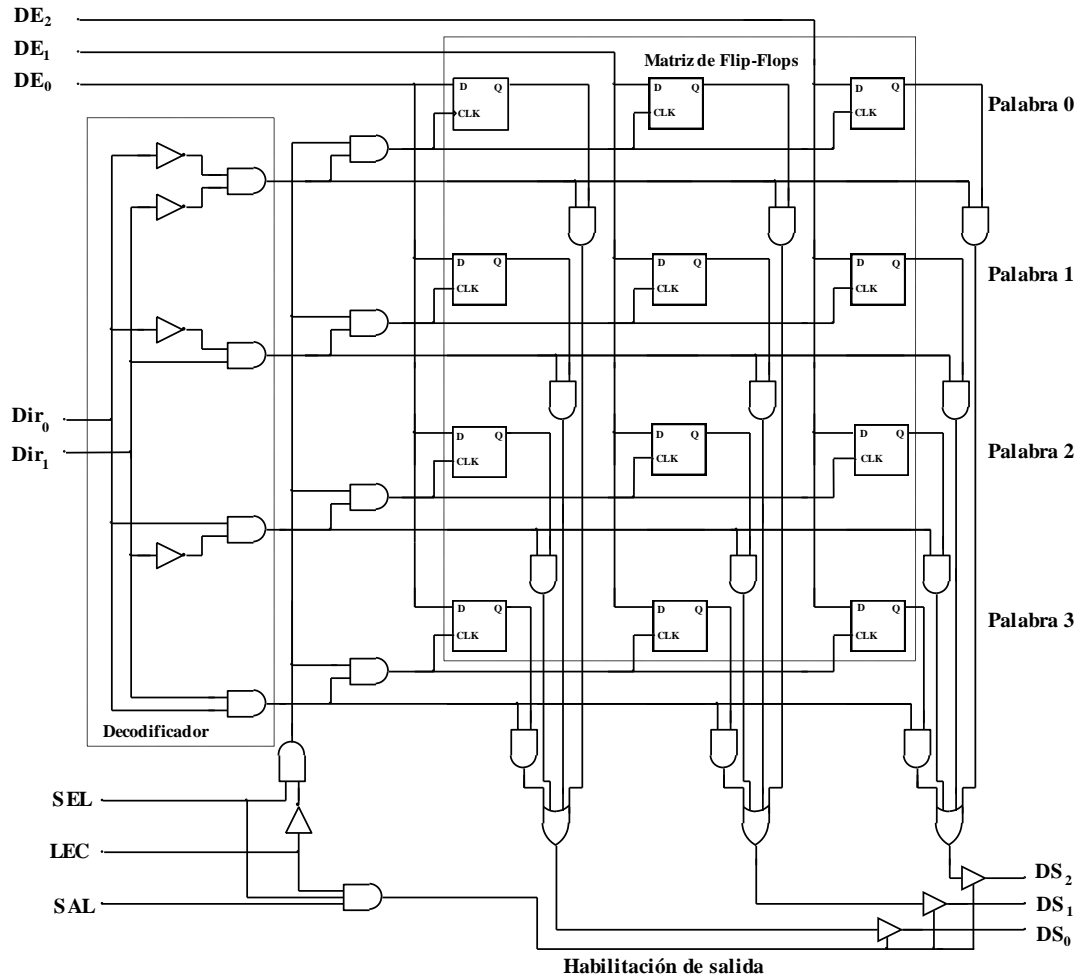 DE2
DE1
DE0
Matriz de Flip-Flops
D Q
CLK
D Q
CLK
D Q
CLK
Palabra 0
D Q
CLK
D Q
CLK
D Q
CLK
Palabra 1
Dir0
Dir1
D Q
CLK
D Q
CLK
D Q
CLK
Palabra 2
D Q
CLK
D Q
CLK
D Q
CLK
Palabra 3
Decodificador
SEL
LEC
SAL
DS2
DS1
DS0
Habilitación de salida